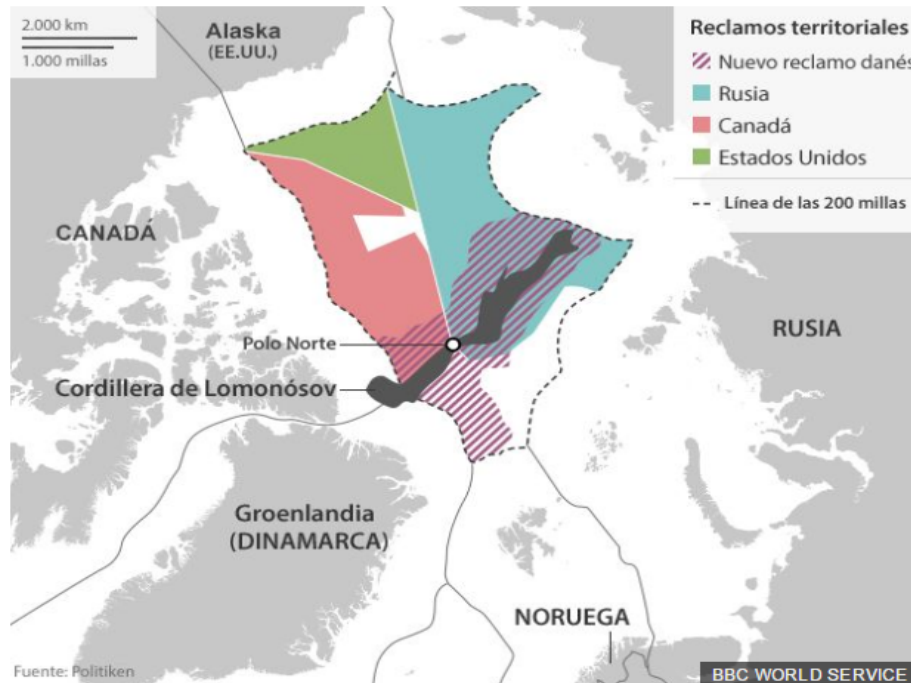 2.000 km
1.000 millas
Alaska
(EE.UU.)
Reclamos territoriales
Nuevo reclamo danés
Rusia
Canadá
Estados Unidos
Línea de las 200 millas
CANADÁ
RUSIA
Polo Norte
Cordillera de Lomonósov
Groenlandia
(DINAMARCA)
NORUEGA
Fuente: Politiken
BBC WORLD SERVICE